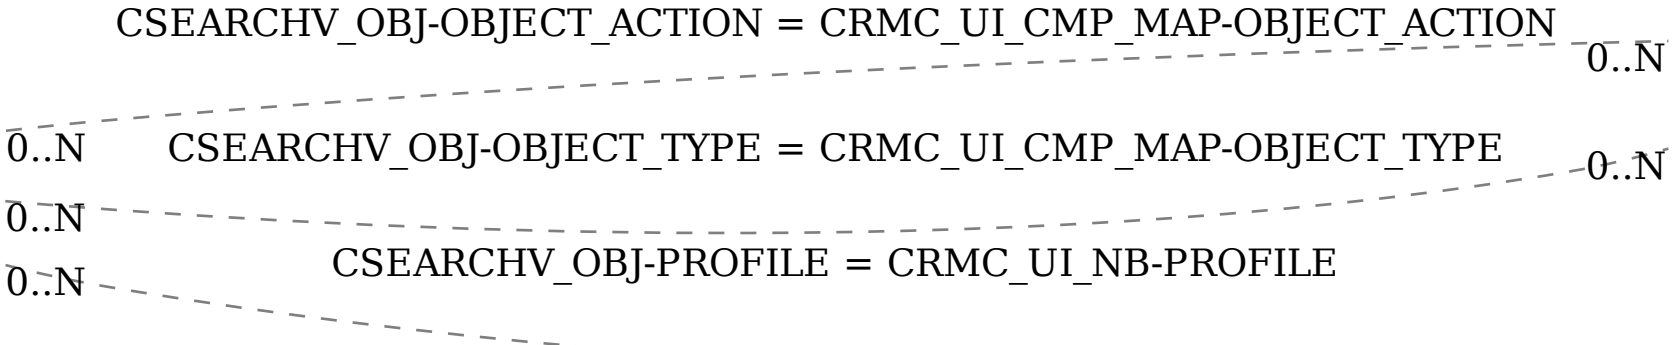 CSEARCHV_OBJ-OBJECT_ACTION = CRMC_UI_CMP_MAP-OBJECT_ACTION
0..N
0..N
CSEARCHV_OBJ-OBJECT_TYPE = CRMC_UI_CMP_MAP-OBJECT_TYPE
0..N
0..N
CSEARCHV_OBJ-PROFILE = CRMC_UI_NB-PROFILE
0..N